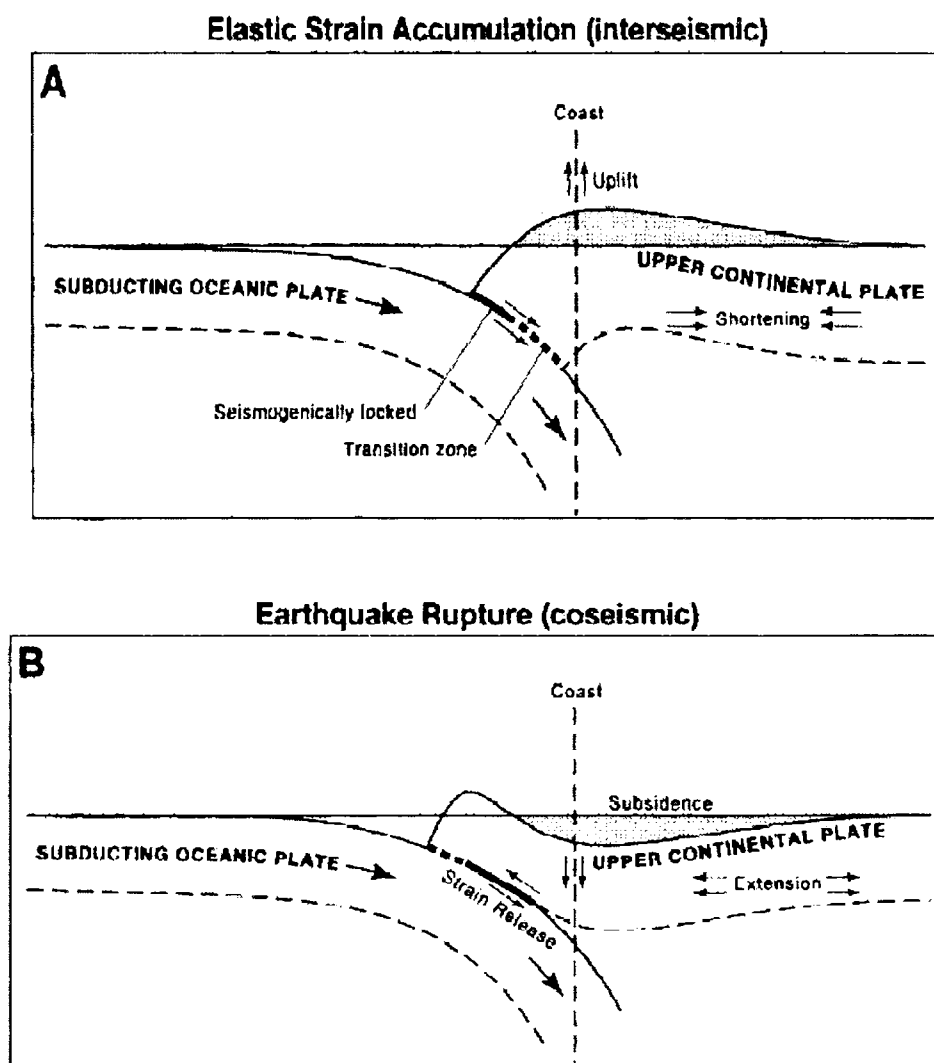 Elastic Strain Accumulation (interseismic)
A
Coast
Uplift
SUBDUCTING OCEANIC PLATE
UPPER CONTINENTAL PLATE
Shortening
Seismogenically locked
Transition zone
Earthquake Rupture (coseismic)
B
Coast
Subsidence
SUBDUCTING OCEANIC PLATE
UPPER CONTINENTAL PLATE
Extension
Strain Release